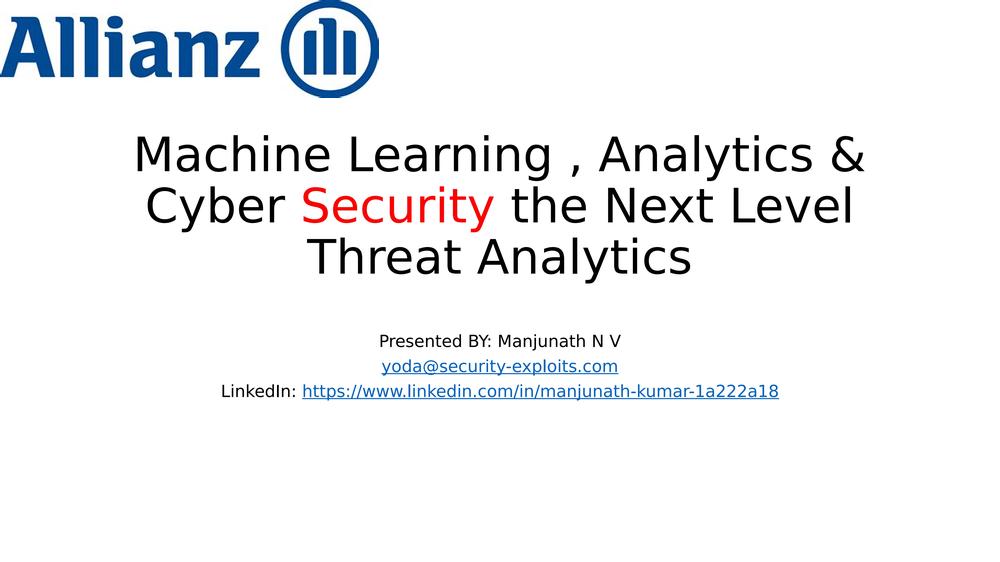 Allianz
Machine Learning , Analytics &
Cyber Security the Next Level
Threat Analytics
Presented BY: Manjunath N V
yoda@security-exploits.com
LinkedIn: https://www.linkedin.com/in/manjunath-kumar-1a222a18